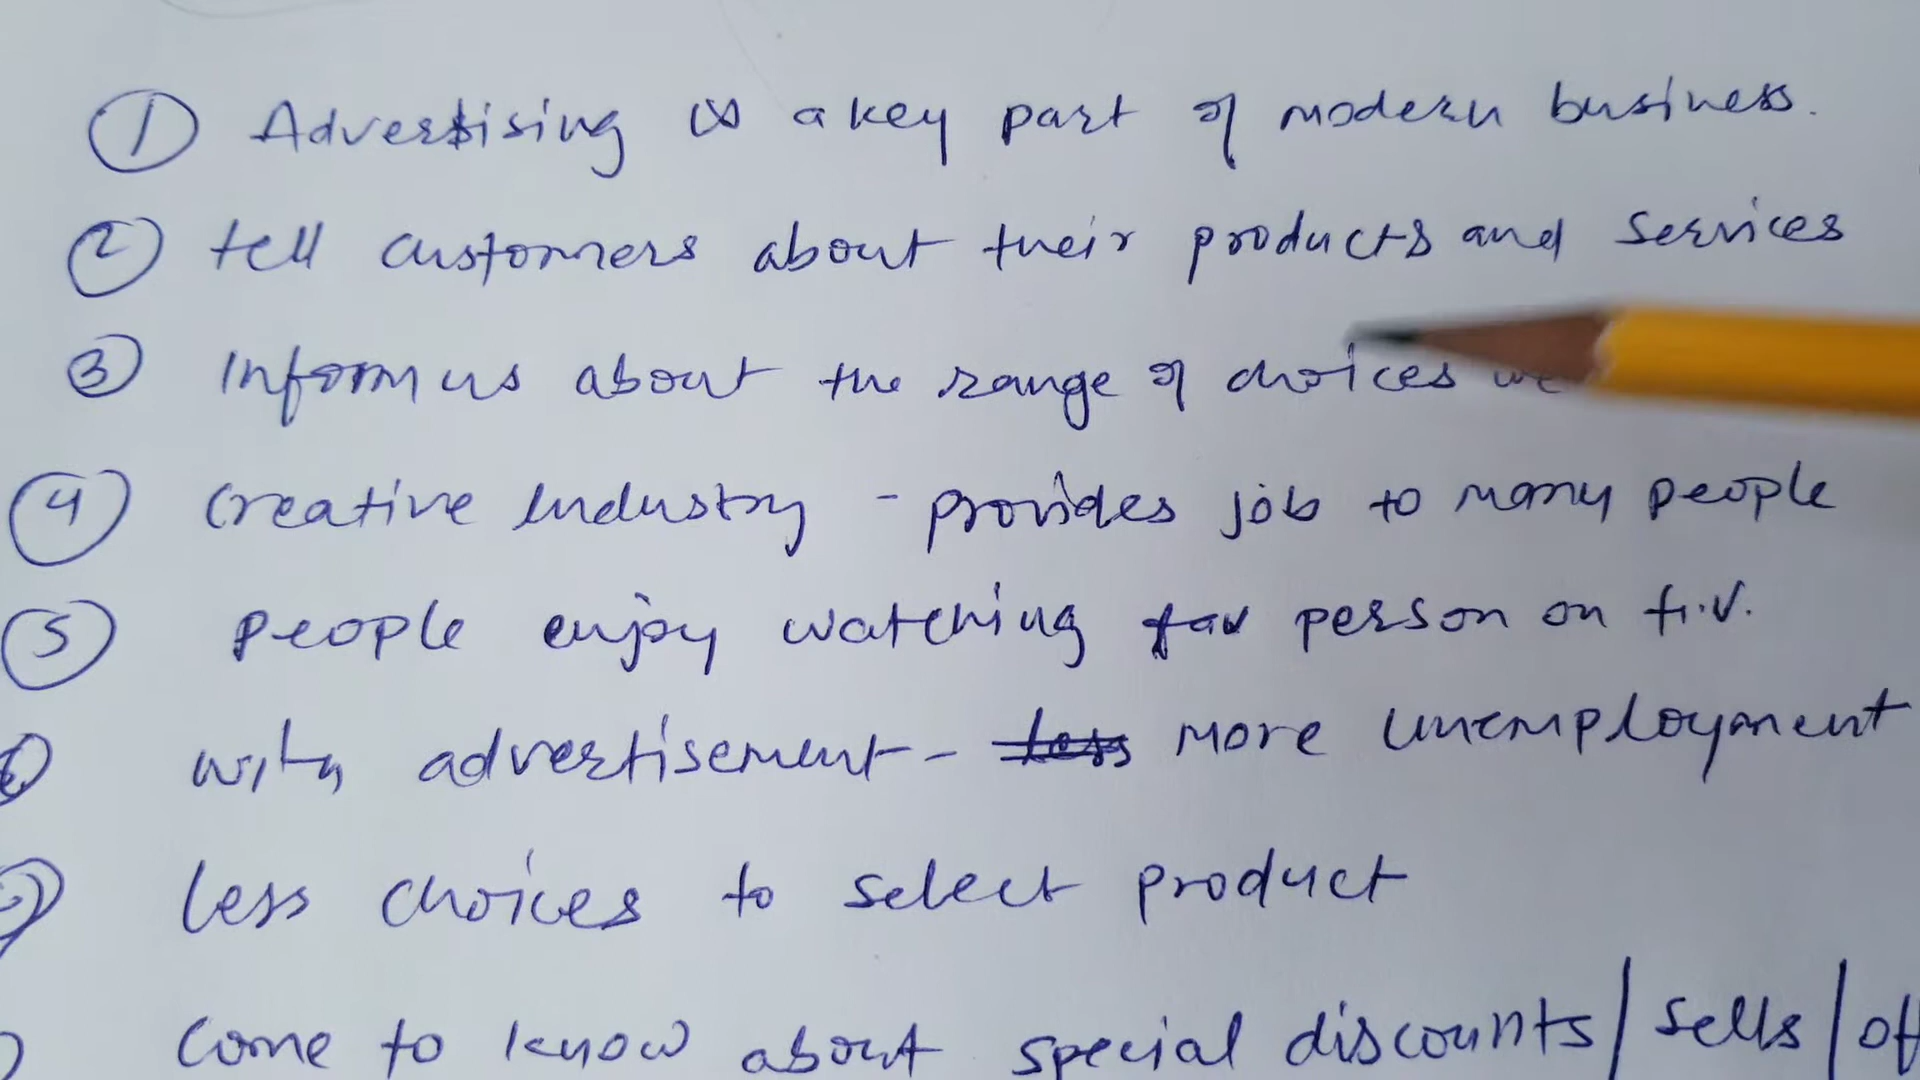 1 Advertising is a key part of modern business.
2 tell customers about their products and services
3 Inform us about the range of choices we
4 Creative Industry - provides job to many people
5 people enjoy watching fav person on T.V.
with advertisement - less More unemployment
less choices to select product
Come to know about special discounts / sells /